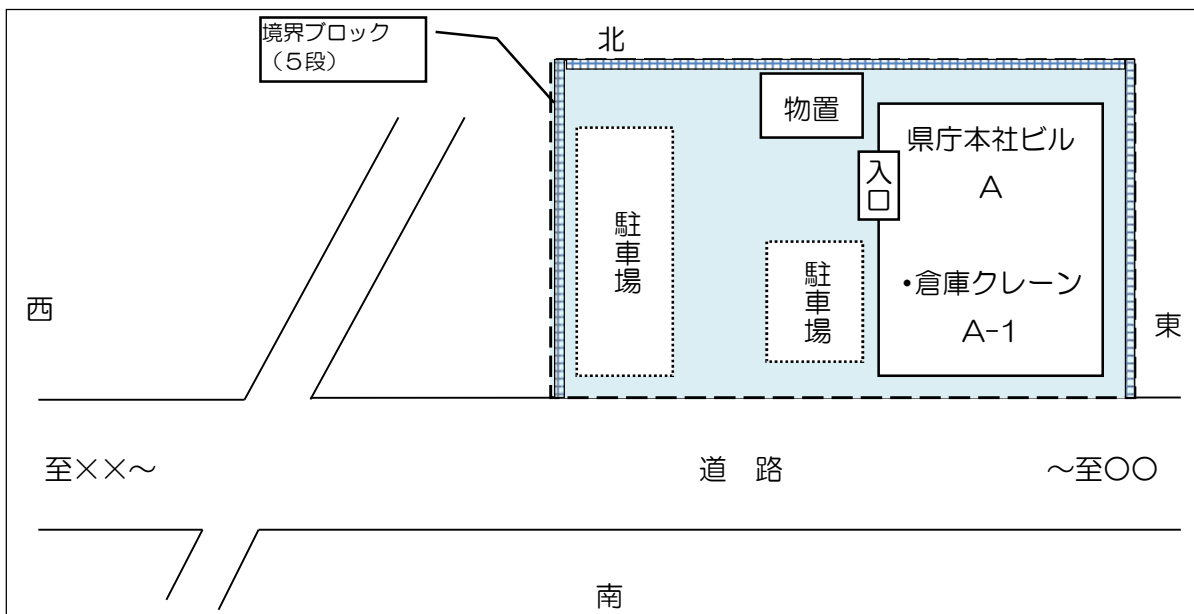 境界ブロック
（５段）
北
物置
県庁本社ビル
A
入口
駐車場
駐車場
・倉庫クレーン
A-1
西
東
至××～
道　路
～至〇〇
南